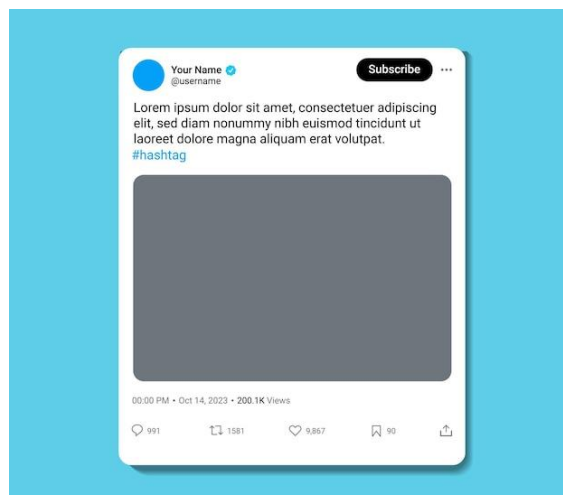 Your Name
Subscribe
@username
Lorem ipsum dolor sit amet, consectetuer adipiscing
elit, sed diam nonummy nibh euismod tincidunt ut
laoreet dolore magna aliquam erat volutpat.
#hashtag
00:00 PM • Oct 14, 2023 • 200.1K Views
991 1581 9,867 90